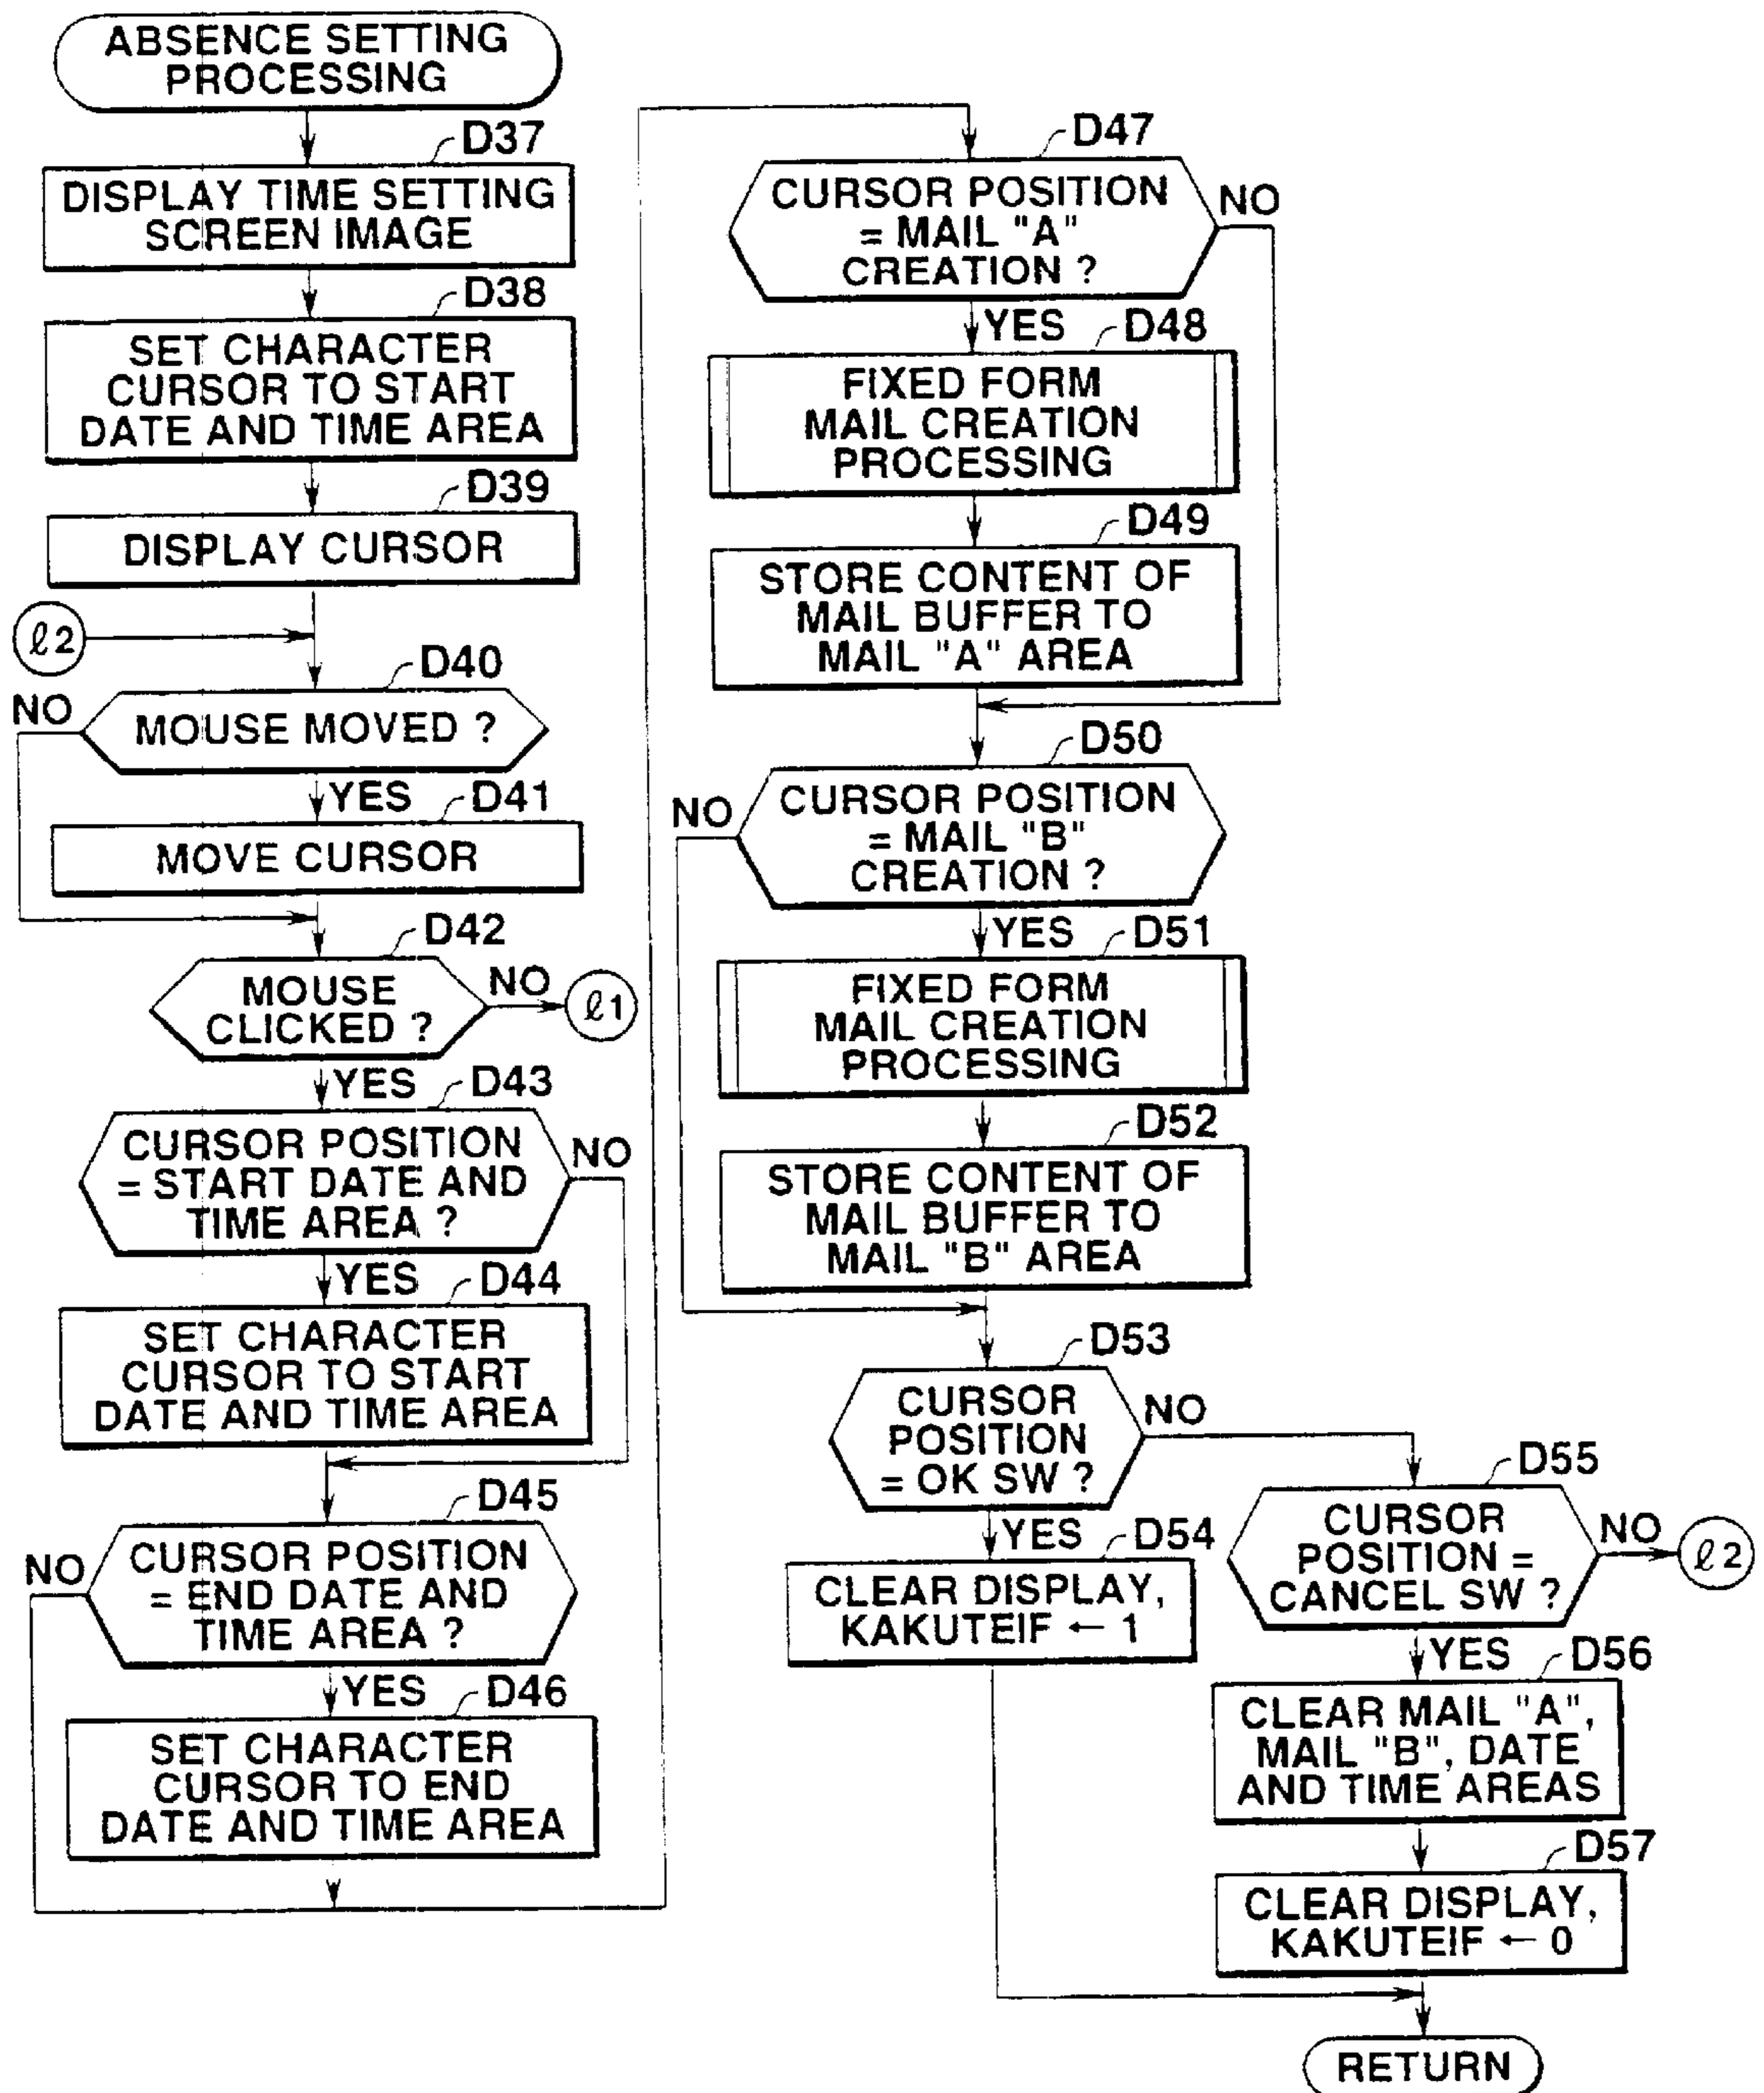 ABSENCE SETTING
PROCESSING
D37
DISPLAY TIME SETTING
SCREEN IMAGE
D38
SET CHARACTER
CURSOR TO START
DATE AND TIME AREA
D39
DISPLAY CURSOR
ℓ2
D40
NO
MOUSE MOVED ?
YES
D41
MOVE CURSOR
D42
MOUSE
CLICKED ?
NO
ℓ1
YES
D43
CURSOR POSITION
= START DATE AND
TIME AREA ?
NO
YES
D44
SET CHARACTER
CURSOR TO START
DATE AND TIME AREA
D45
NO
CURSOR POSITION
= END DATE AND
TIME AREA ?
YES
D46
SET CHARACTER
CURSOR TO END
DATE AND TIME AREA
D47
CURSOR POSITION
= MAIL "A"
CREATION ?
NO
YES
D48
FIXED FORM
MAIL CREATION
PROCESSING
D49
STORE CONTENT OF
MAIL BUFFER TO
MAIL "A" AREA
D50
NO
CURSOR POSITION
= MAIL "B"
CREATION ?
YES
D51
FIXED FORM
MAIL CREATION
PROCESSING
D52
STORE CONTENT OF
MAIL BUFFER TO
MAIL "B" AREA
D53
CURSOR
POSITION
= OK SW ?
NO
YES
D54
CLEAR DISPLAY,
KAKUTEIF ← 1
D55
CURSOR
POSITION =
CANCEL SW ?
NO
ℓ2
YES
D56
CLEAR MAIL "A",
MAIL "B", DATE
AND TIME AREAS
D57
CLEAR DISPLAY,
KAKUTEIF ← 0
RETURN